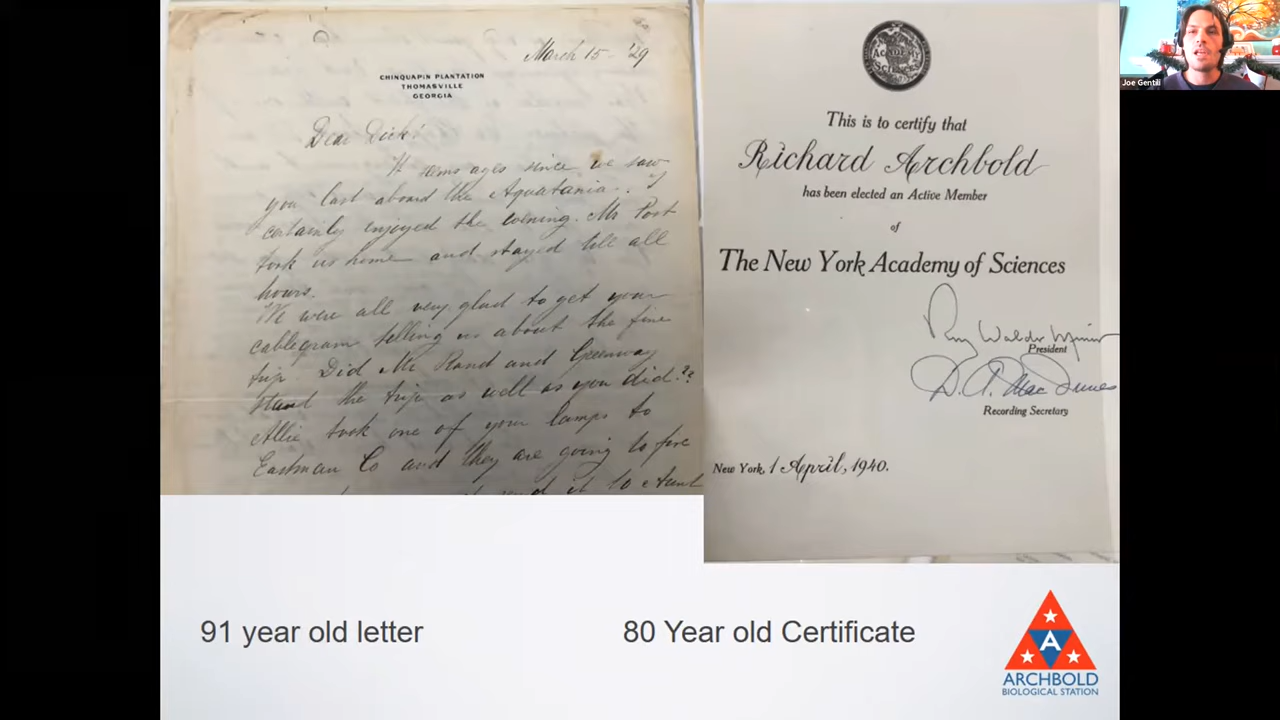 March 15 - '29
CHINQUAPIN PLANTATION
THOMASVILLE
GEORGIA
Dear Dick:
It seems ages since we saw
you last aboard the Aquatania. I
certainly enjoyed the evening. Mr Post
took us home and stayed till all
hours.
We were all very glad to get your
cablegram telling us about the fine
trip. Did Mr Rand and Greenway
stand the trip as well as you did??
Allie took one of your lamps to
Eastman Co and they are going to
it to Aunt
ACADEMY
SCIENCES
This is to certify that
Richard Archbold
has been elected an Active Member
of
The New York Academy of Sciences
President
Recording Secretary
New York, 1 April, 1940.
91 year old letter
80 Year old Certificate
A
ARCHBOLD
BIOLOGICAL STATION
Joe Gentili